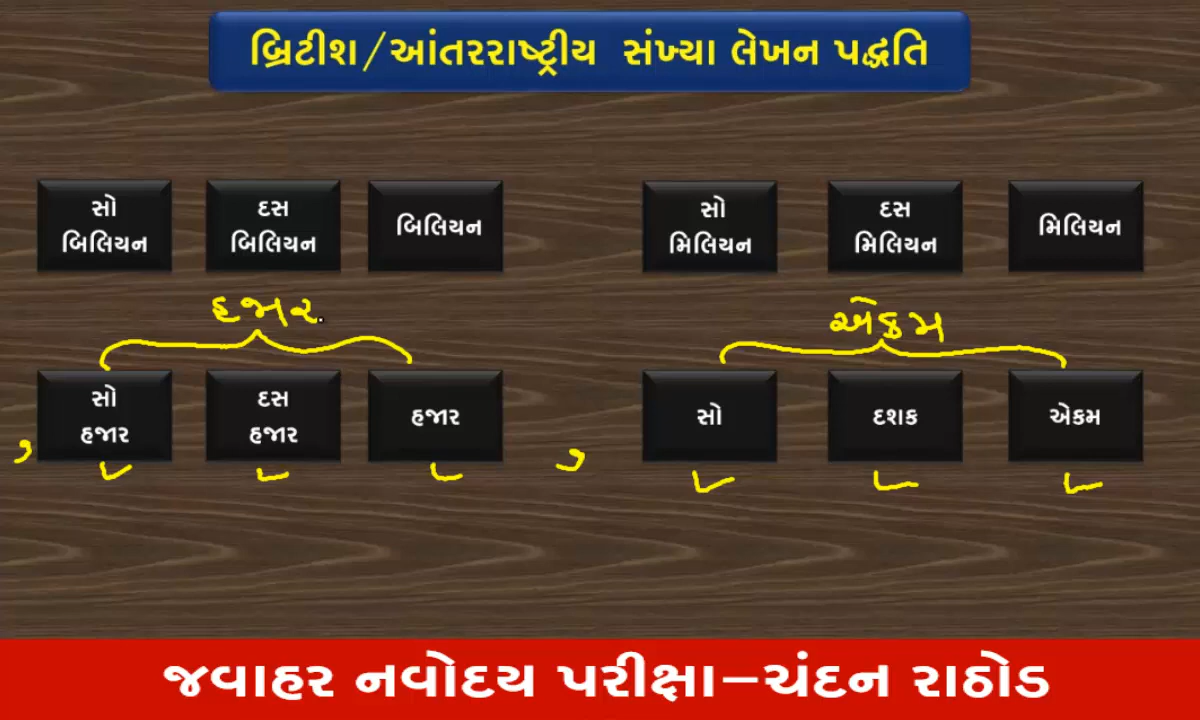 બ્રિટીશ/આંતરરાષ્ટ્રીય સંખ્યા લેખન પદ્ધતિ
સો
બિલિયન
દસ
બિલિયન
બિલિયન
સો
મિલિયન
દસ
મિલિયન
મિલિયન
હજાર
એકમ
સો
હજાર
દસ
હજાર
હજાર
,
સો
દશક
એકમ
,
જવાહર નવોદય પરીક્ષા–ચંદન રાઠોડ